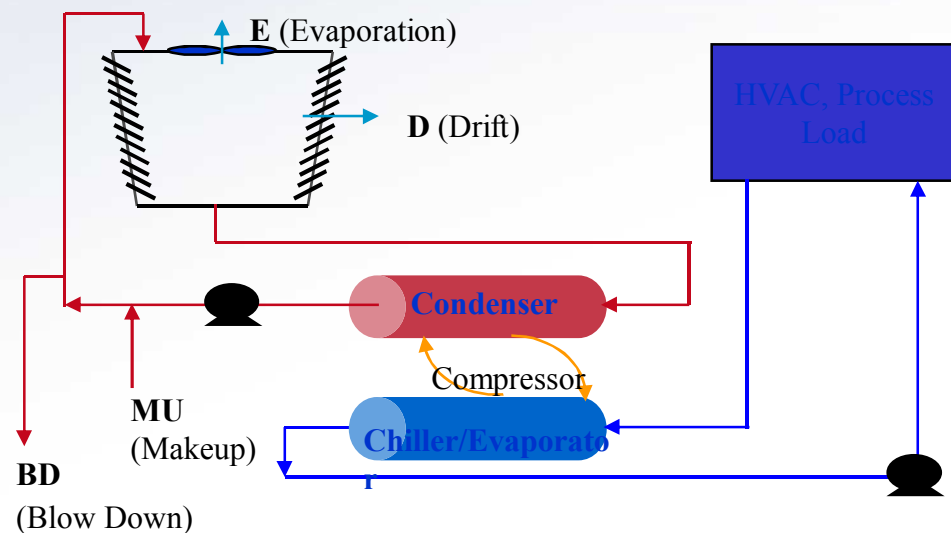 E (Evaporation)
HVAC, Process
Load
D (Drift)
Condenser
Compressor
MU
(Makeup)
Chiller/Evaporato
r
BD
(Blow Down)